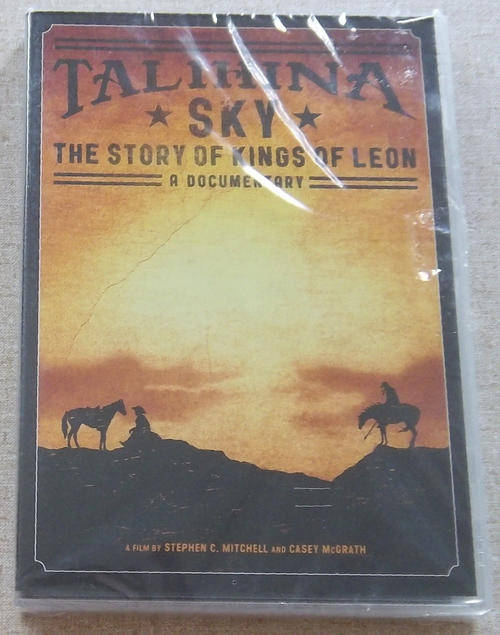 TALIHINA
SKY
THE STORY OF KINGS OF LEON
A DOCUMENTARY
A FILM BY STEPHEN C. MITCHELL AND CASEY McGRATH